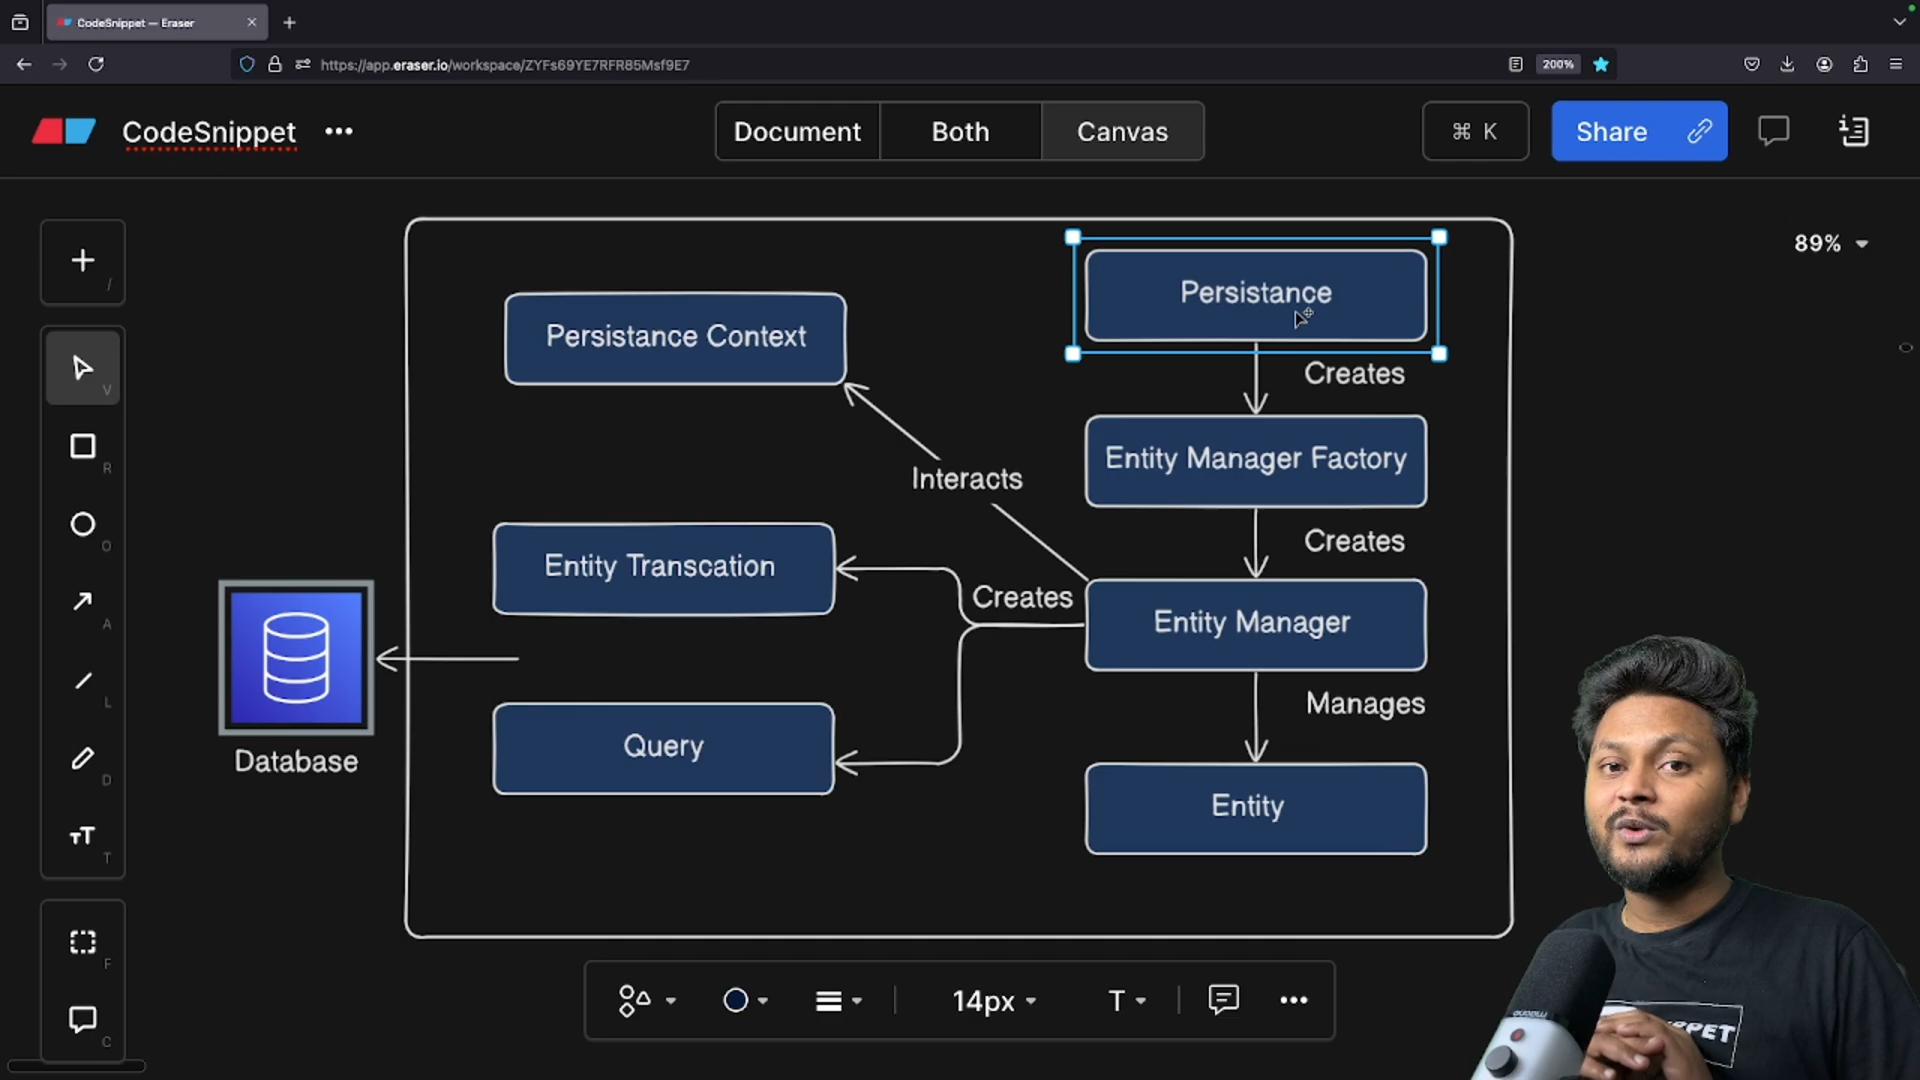 CodeSnippet — Eraser
https://app.eraser.io/workspace/ZYFs69YE7RFR85Msf9E7
200%
CodeSnippet
Document
Both
Canvas
⌘ K
Share
89%
/
V
R
O
A
L
D
T
F
C
Persistance
Creates
Persistance Context
Entity Manager Factory
Interacts
Creates
Entity Transcation
Creates
Entity Manager
Manages
Database
Query
Entity
14px
T
maono